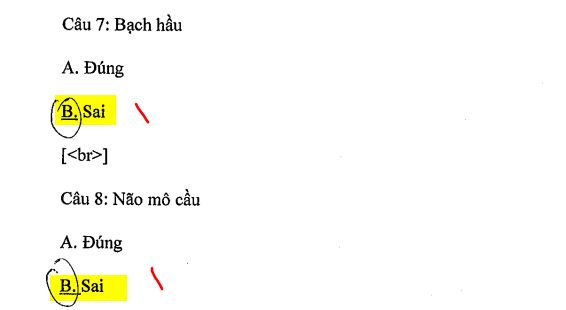 Câu 7: Bạch hầu
A. Đúng
B. Sai
[<br>]
Câu 8: Não mô cầu
A. Đúng
B. Sai